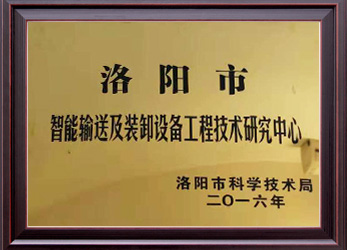 洛阳市
智能输送及装卸设备工程技术研究中心
洛阳市科学技术局
二〇一六年